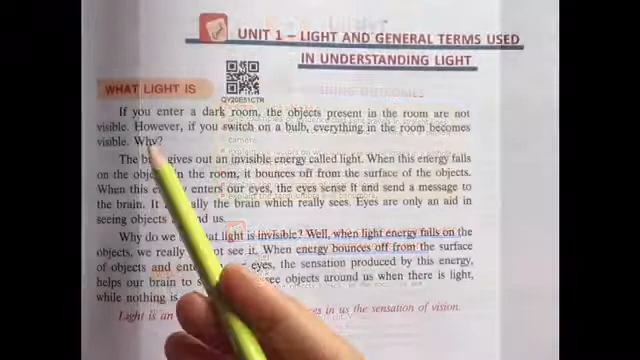 UNIT 1 – LIGHT AND GENERAL TERMS USED
IN UNDERSTANDING LIGHT
WHAT LIGHT IS
QY20E51CTR
If you enter a dark room, the objects present in the room are not
visible. However, if you switch on a bulb, everything in the room becomes
visible. Why?
The gives out an invisible energy called light. When this energy falls
on the objects in the room, it bounces off from the surface of the objects.
When this enters our eyes, the eyes sense it and send a message to
the brain. It the brain which really sees. Eyes are only an aid in
seeing objects us.
Why do we that light is invisible? Well, when light energy falls on the
objects, we really not see it. When energy bounces off from the surface
of objects and eyes, the sensation produced by this energy,
helps our brain to see objects around us when there is light,
while nothing is
Light is an in us the sensation of vision.